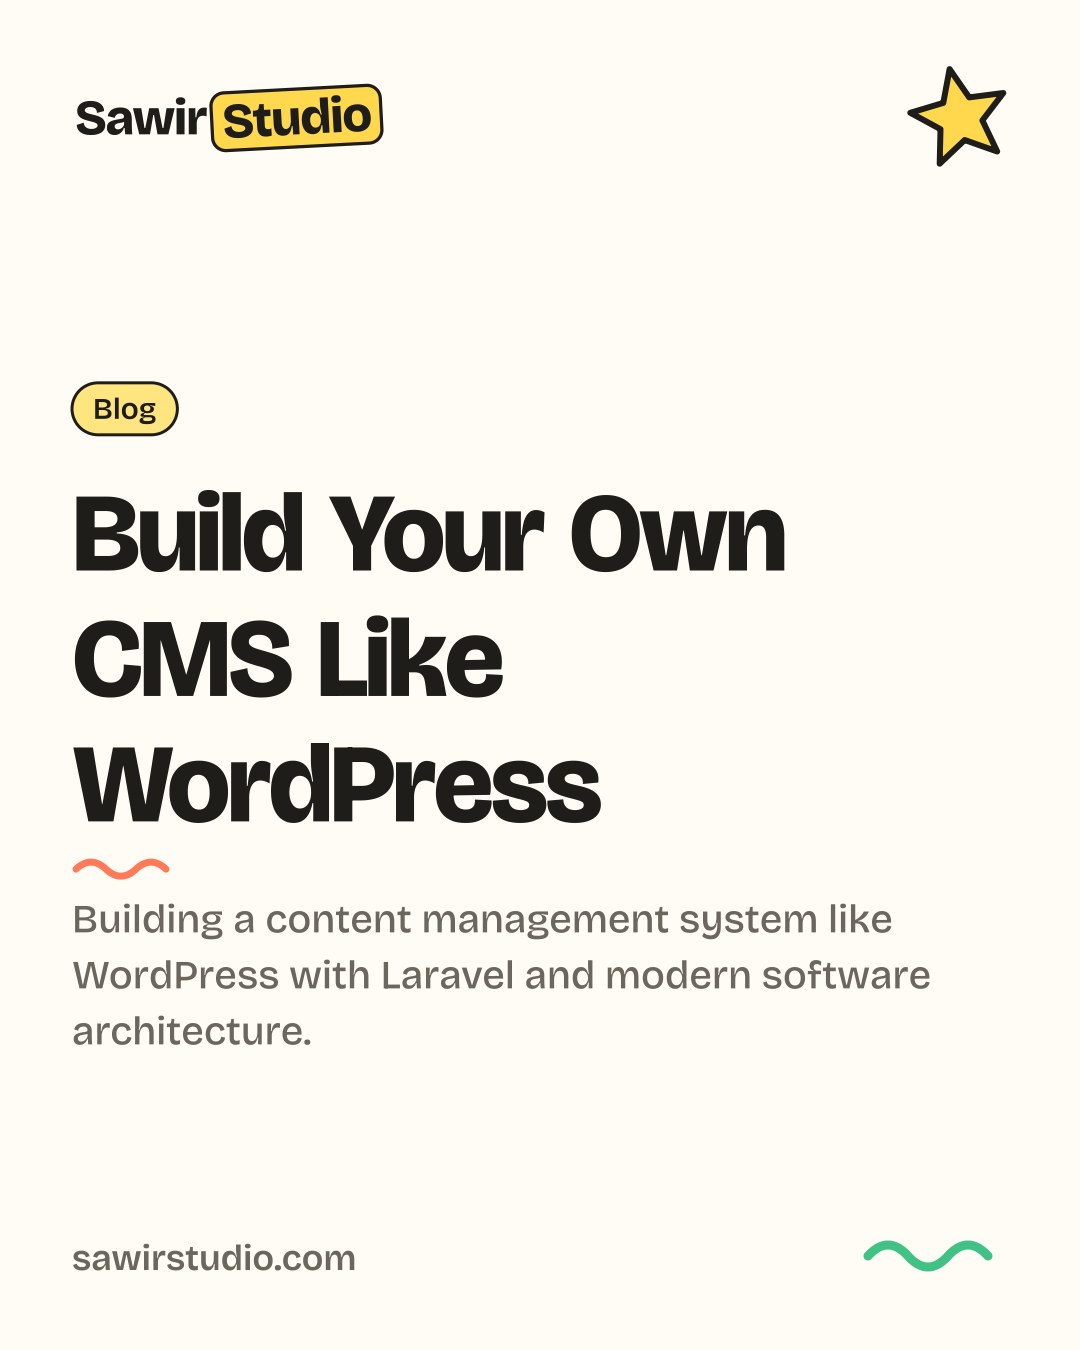 Sawir Studio
Blog
Build Your Own
CMS Like
WordPress
Building a content management system like
WordPress with Laravel and modern software
architecture.
sawirstudio.com